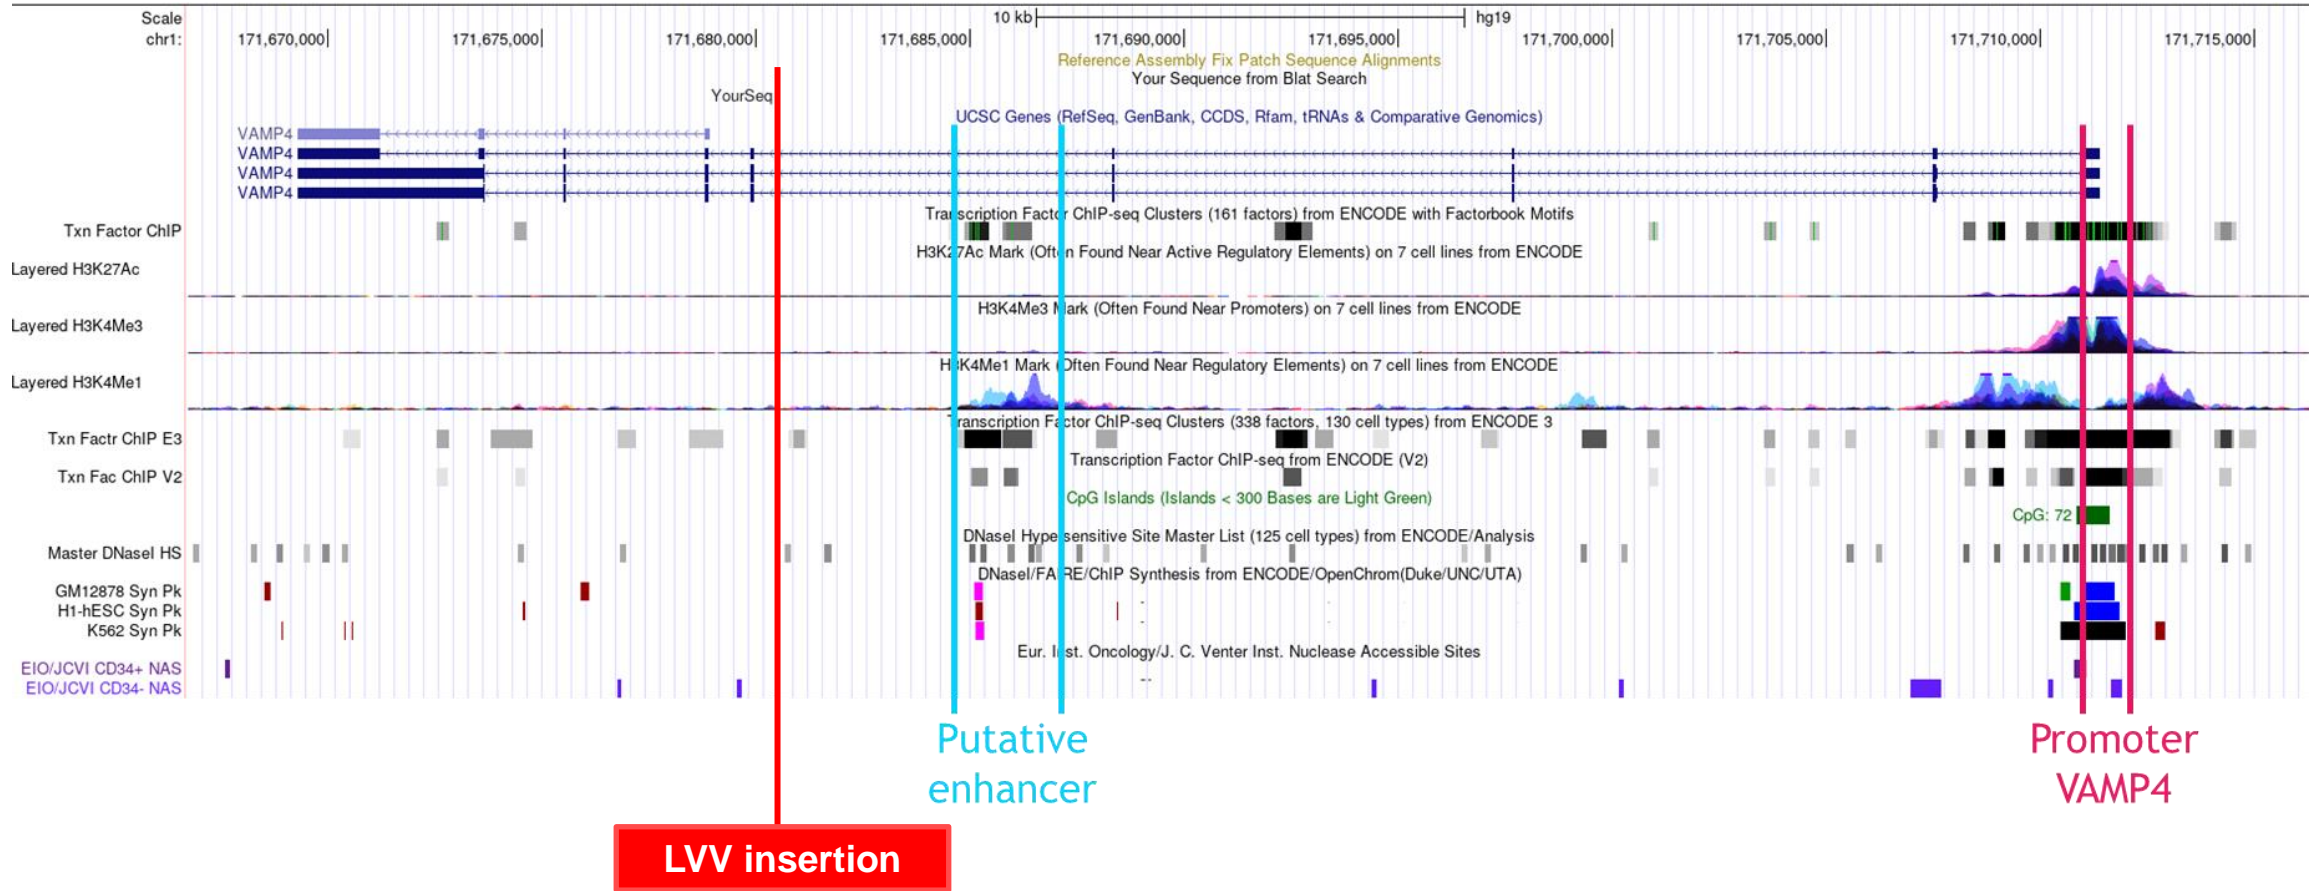 Scale 10 kb hg19
chr1: 171,670,000 171,675,000 171,680,000 171,685,000 171,690,000 171,695,000 171,700,000 171,705,000 171,710,000 171,715,000
Reference Assembly Fix Patch Sequence Alignments
Your Sequence from Blat Search
YourSeq
UCSC Genes (RefSeq, GenBank, CCDS, Rfam, tRNAs & Comparative Genomics)
VAMP4
VAMP4
VAMP4
VAMP4
Transcription Factor ChIP-seq Clusters (161 factors) from ENCODE with Factorbook Motifs
Txn Factor ChIP
H3K27Ac Mark (Often Found Near Active Regulatory Elements) on 7 cell lines from ENCODE
Layered H3K27Ac
H3K4Me3 Mark (Often Found Near Promoters) on 7 cell lines from ENCODE
Layered H3K4Me3
H3K4Me1 Mark (Often Found Near Regulatory Elements) on 7 cell lines from ENCODE
Layered H3K4Me1
Transcription Factor ChIP-seq Clusters (338 factors, 130 cell types) from ENCODE 3
Txn Factr ChIP E3
Transcription Factor ChIP-seq from ENCODE (V2)
Txn Fac ChIP V2
CpG Islands (Islands < 300 Bases are Light Green)
CpG: 72
DNaseI Hypersensitive Site Master List (125 cell types) from ENCODE/Analysis
Master DNaseI HS
DNaseI/FAIRE/ChIP Synthesis from ENCODE/OpenChrom(Duke/UNC/UTA)
GM12878 Syn Pk
H1-hESC Syn Pk
K562 Syn Pk
Eur. Inst. Oncology/J. C. Venter Inst. Nuclease Accessible Sites
EIO/JCVI CD34+ NAS
EIO/JCVI CD34- NAS
Putative
enhancer
Promoter
VAMP4
LVV insertion